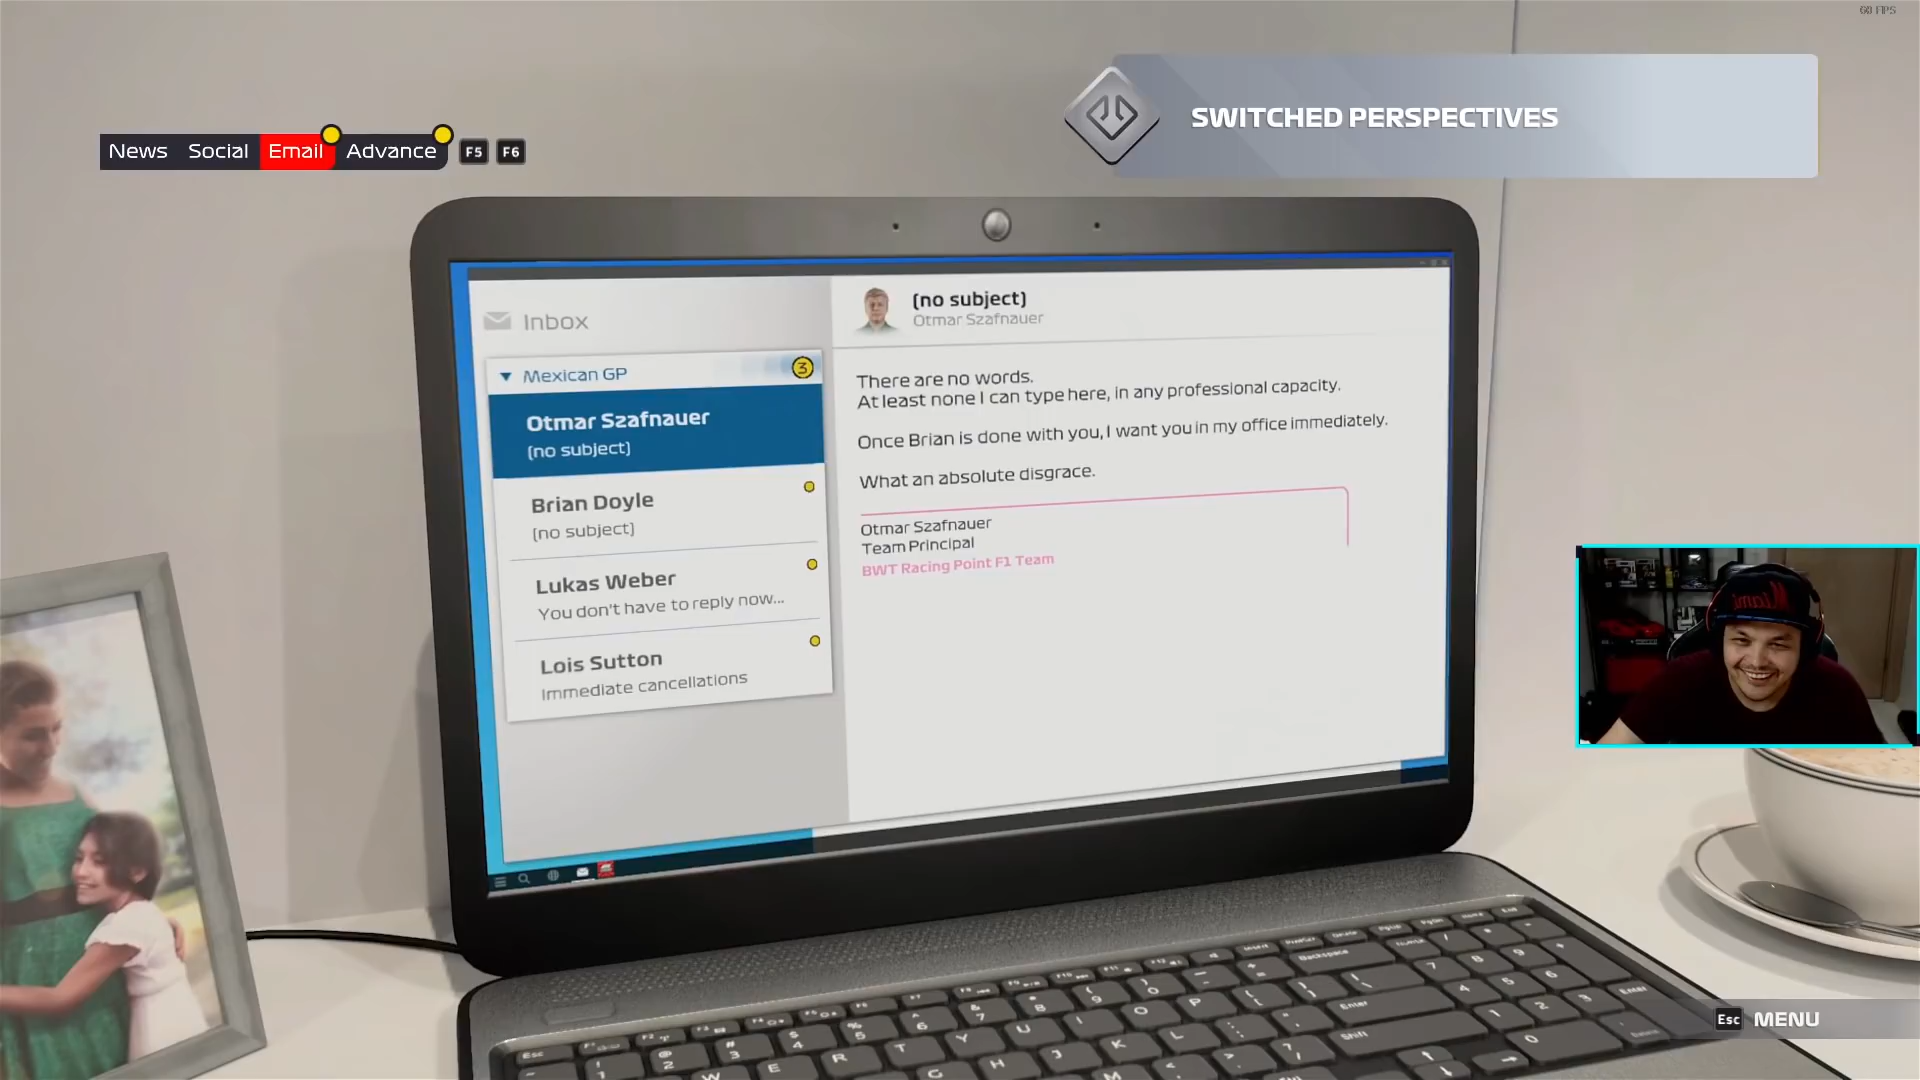 60 FPS
SWITCHED PERSPECTIVES
News Social Email Advance F5 F6
Inbox
Mexican GP 3
Otmar Szafnauer
(no subject)
Brian Doyle
(no subject)
Lukas Weber
You don't have to reply now...
Lois Sutton
Immediate cancellations
(no subject)
Otmar Szafnauer
There are no words.
At least none I can type here, in any professional capacity.
Once Brian is done with you, I want you in my office immediately.
What an absolute disgrace.
Otmar Szafnauer
Team Principal
BWT Racing Point F1 Team
Esc MENU